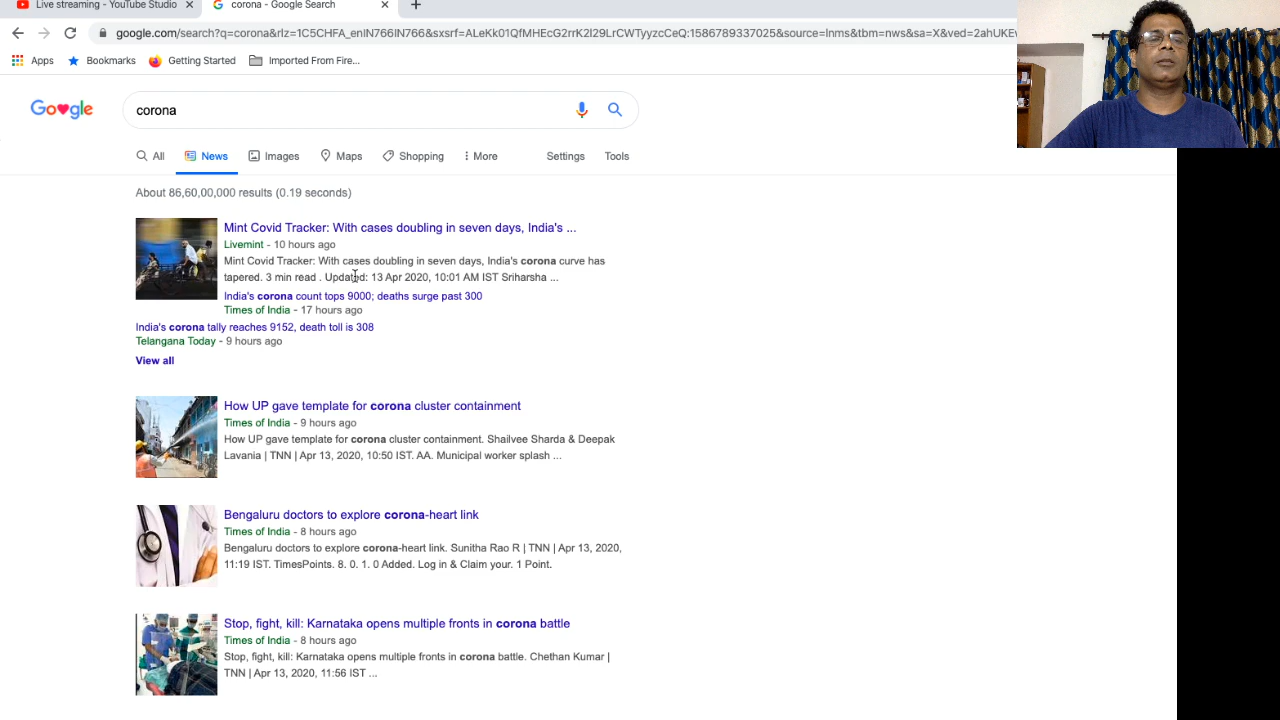 Live streaming - YouTube Studio
corona - Google Search
google.com/search?q=corona&rlz=1C5CHFA_enIN766IN766&sxsrf=ALeKk01QfMHEcG2rrK2l29LrCWTyyzcCeQ:1586789337025&source=lnms&tbm=nws&sa=X&ved=2ahUKEw
Apps Bookmarks Getting Started Imported From Fire...
Google corona
All News Images Maps Shopping More Settings Tools
About 86,60,00,000 results (0.19 seconds)
Mint Covid Tracker: With cases doubling in seven days, India's ...
Livemint - 10 hours ago
Mint Covid Tracker: With cases doubling in seven days, India's corona curve has
tapered. 3 min read . Updated: 13 Apr 2020, 10:01 AM IST Sriharsha ...
India's corona count tops 9000; deaths surge past 300
Times of India - 17 hours ago
India's corona tally reaches 9152, death toll is 308
Telangana Today - 9 hours ago
View all
How UP gave template for corona cluster containment
Times of India - 9 hours ago
How UP gave template for corona cluster containment. Shailvee Sharda & Deepak
Lavania | TNN | Apr 13, 2020, 10:50 IST. AA. Municipal worker splash ...
Bengaluru doctors to explore corona-heart link
Times of India - 8 hours ago
Bengaluru doctors to explore corona-heart link. Sunitha Rao R | TNN | Apr 13, 2020,
11:19 IST. TimesPoints. 8. 0. 1. 0 Added. Log in & Claim your. 1 Point.
Stop, fight, kill: Karnataka opens multiple fronts in corona battle
Times of India - 8 hours ago
Stop, fight, kill: Karnataka opens multiple fronts in corona battle. Chethan Kumar |
TNN | Apr 13, 2020, 11:56 IST ...